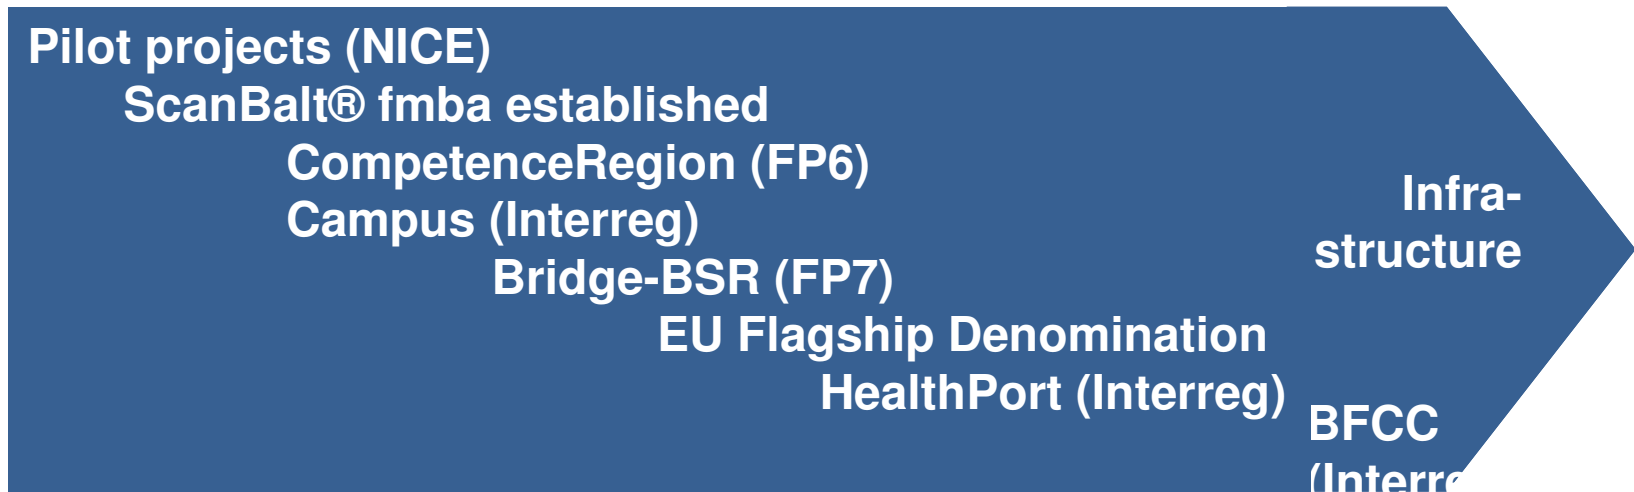 Pilot projects (NICE)
ScanBalt® fmba established
CompetenceRegion (FP6)
Campus (Interreg)
Bridge-BSR (FP7)
EU Flagship Denomination
HealthPort (Interreg)
Infra-
structure
BFCC